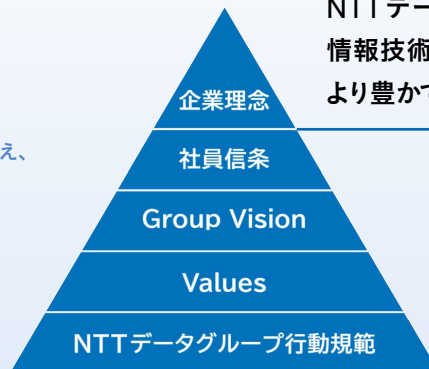 NTTデー
情報技術
より豊かで
え、
企業理念
社員信条
Group Vision
Values
NTTデータグループ行動規範